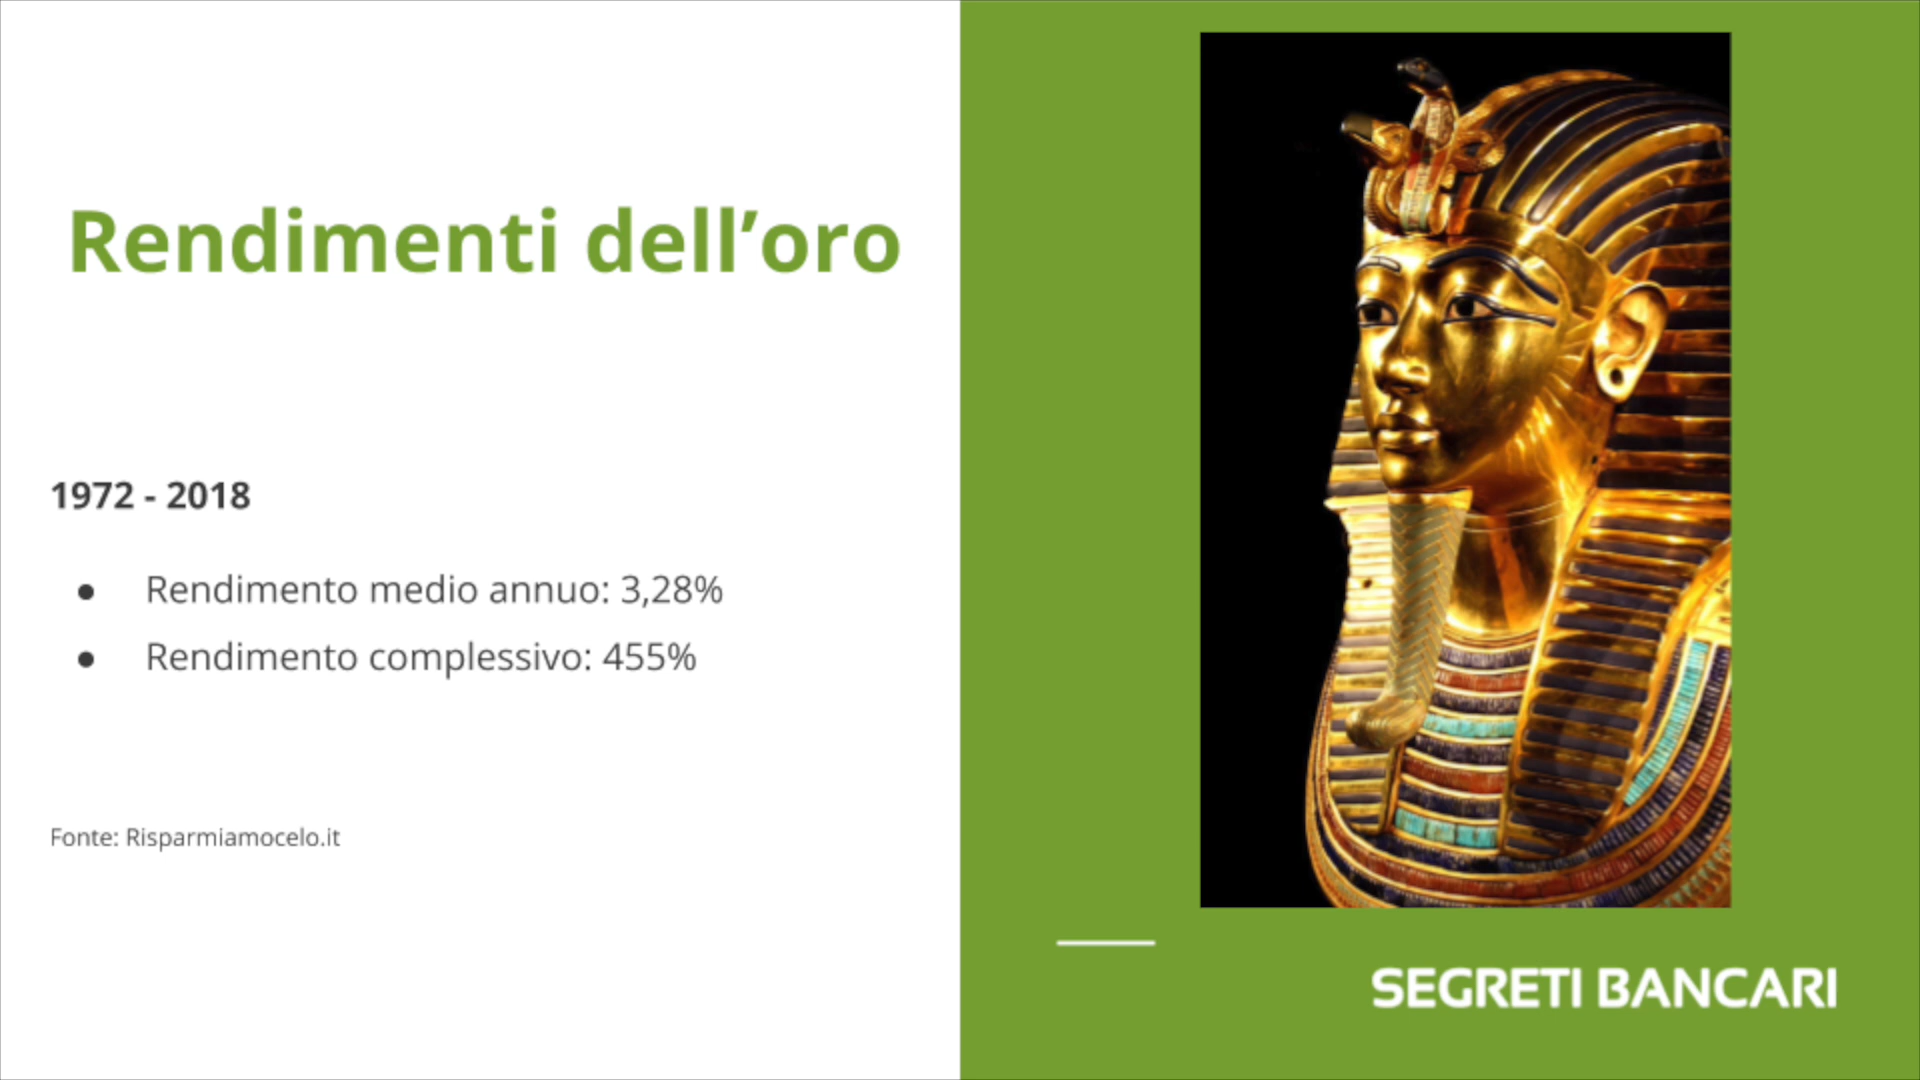 Rendimenti dell’oro
1972 - 2018
● Rendimento medio annuo: 3,28%
● Rendimento complessivo: 455%
Fonte: Risparmiamocelo.it
SEGRETI BANCARI